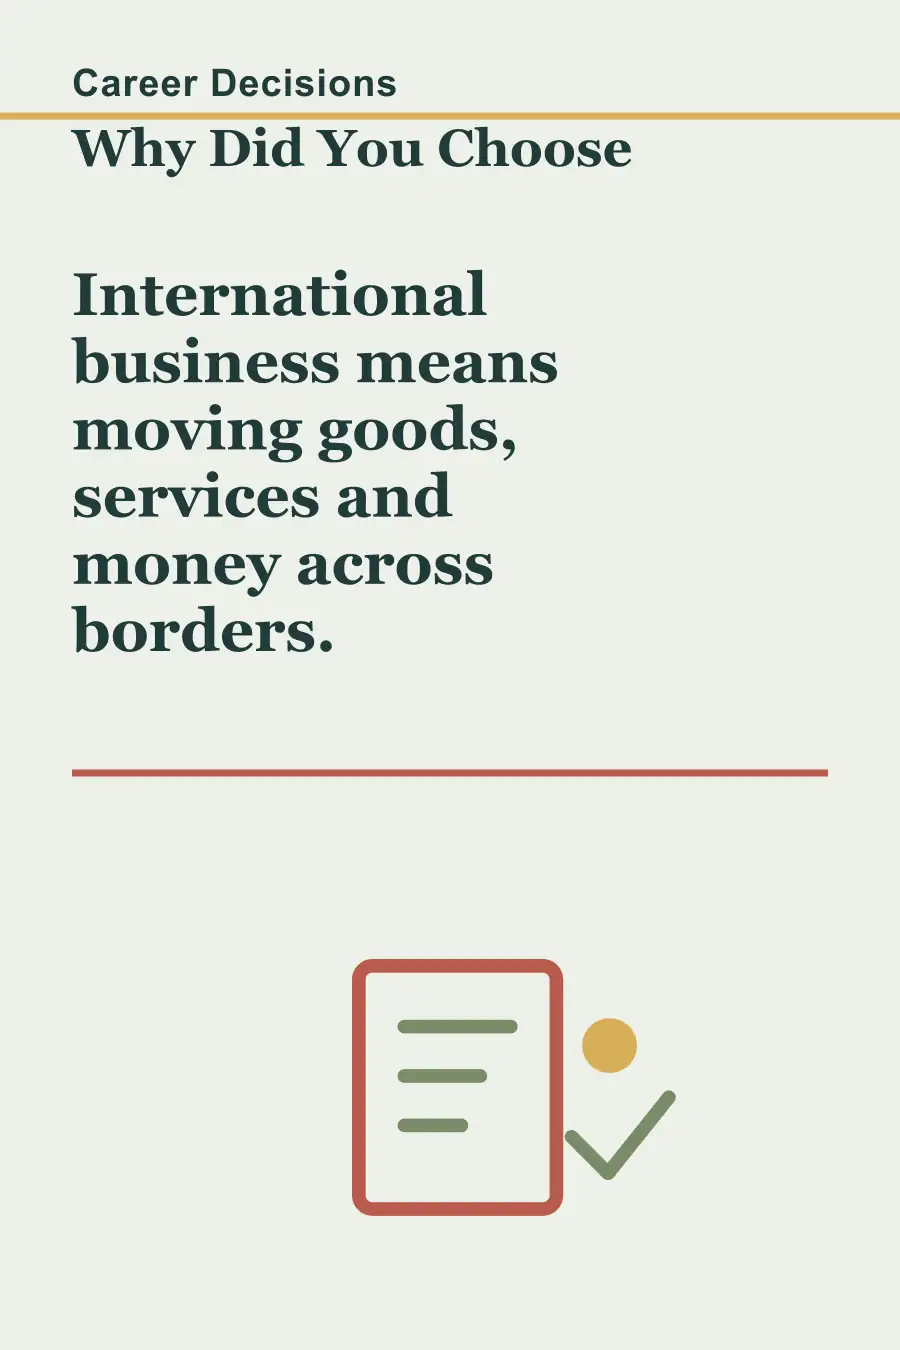 Career Decisions
Why Did You Choose
International
business means
moving goods,
services and
money across
borders.